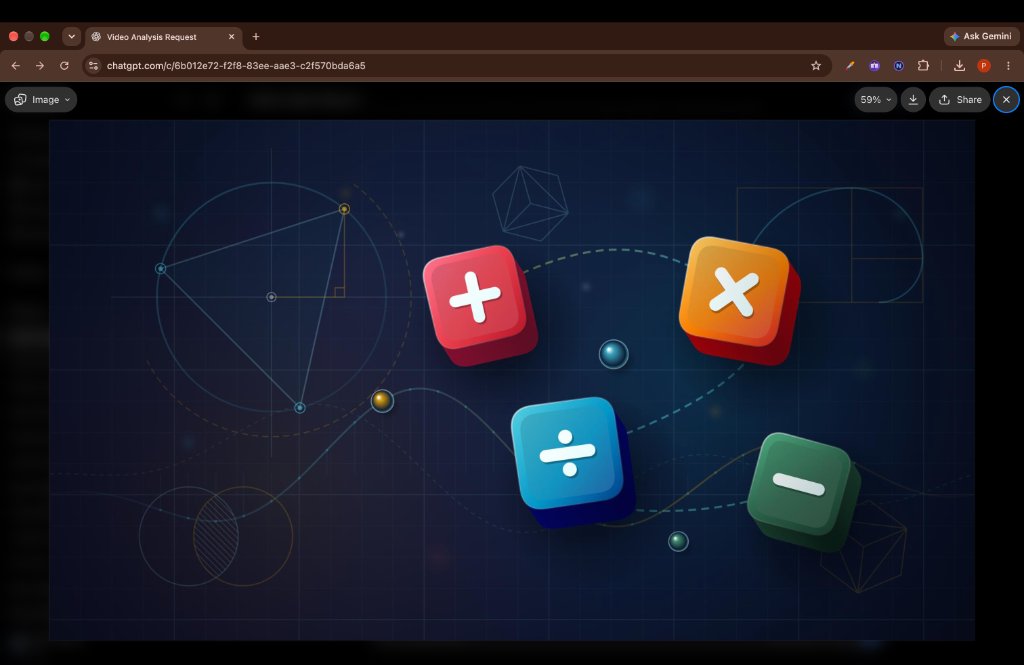 Video Analysis Request
Ask Gemini
chatgpt.com/c/6b012e72-f2f8-83ee-aae3-c2f570bda6a5
P
Image
59%
Share
+
×
÷
−